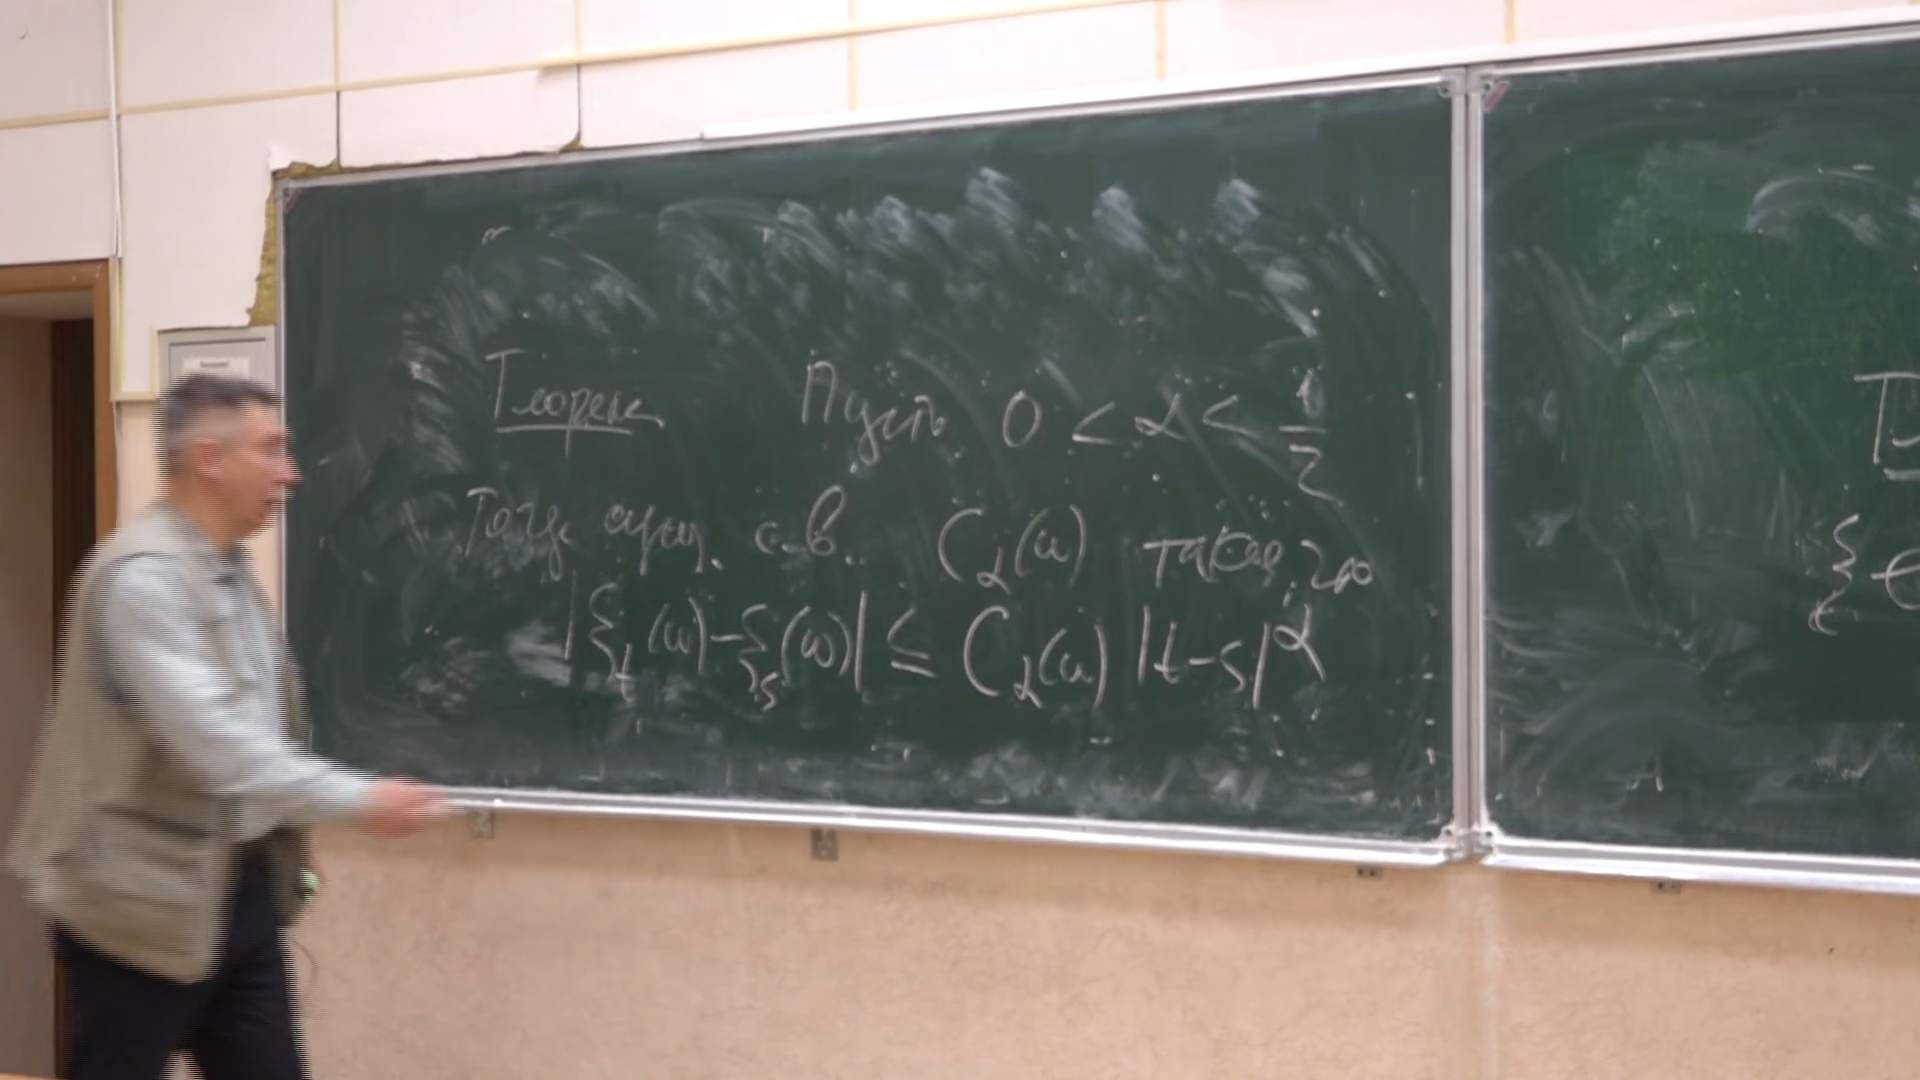 Теорема Пусть 0 < α < 1/2
Тогда сущ. с.в. C_α(ω) такая, что
|ξ_t(ω) - ξ_s(ω)| ≤ C_α(ω) |t-s|^α